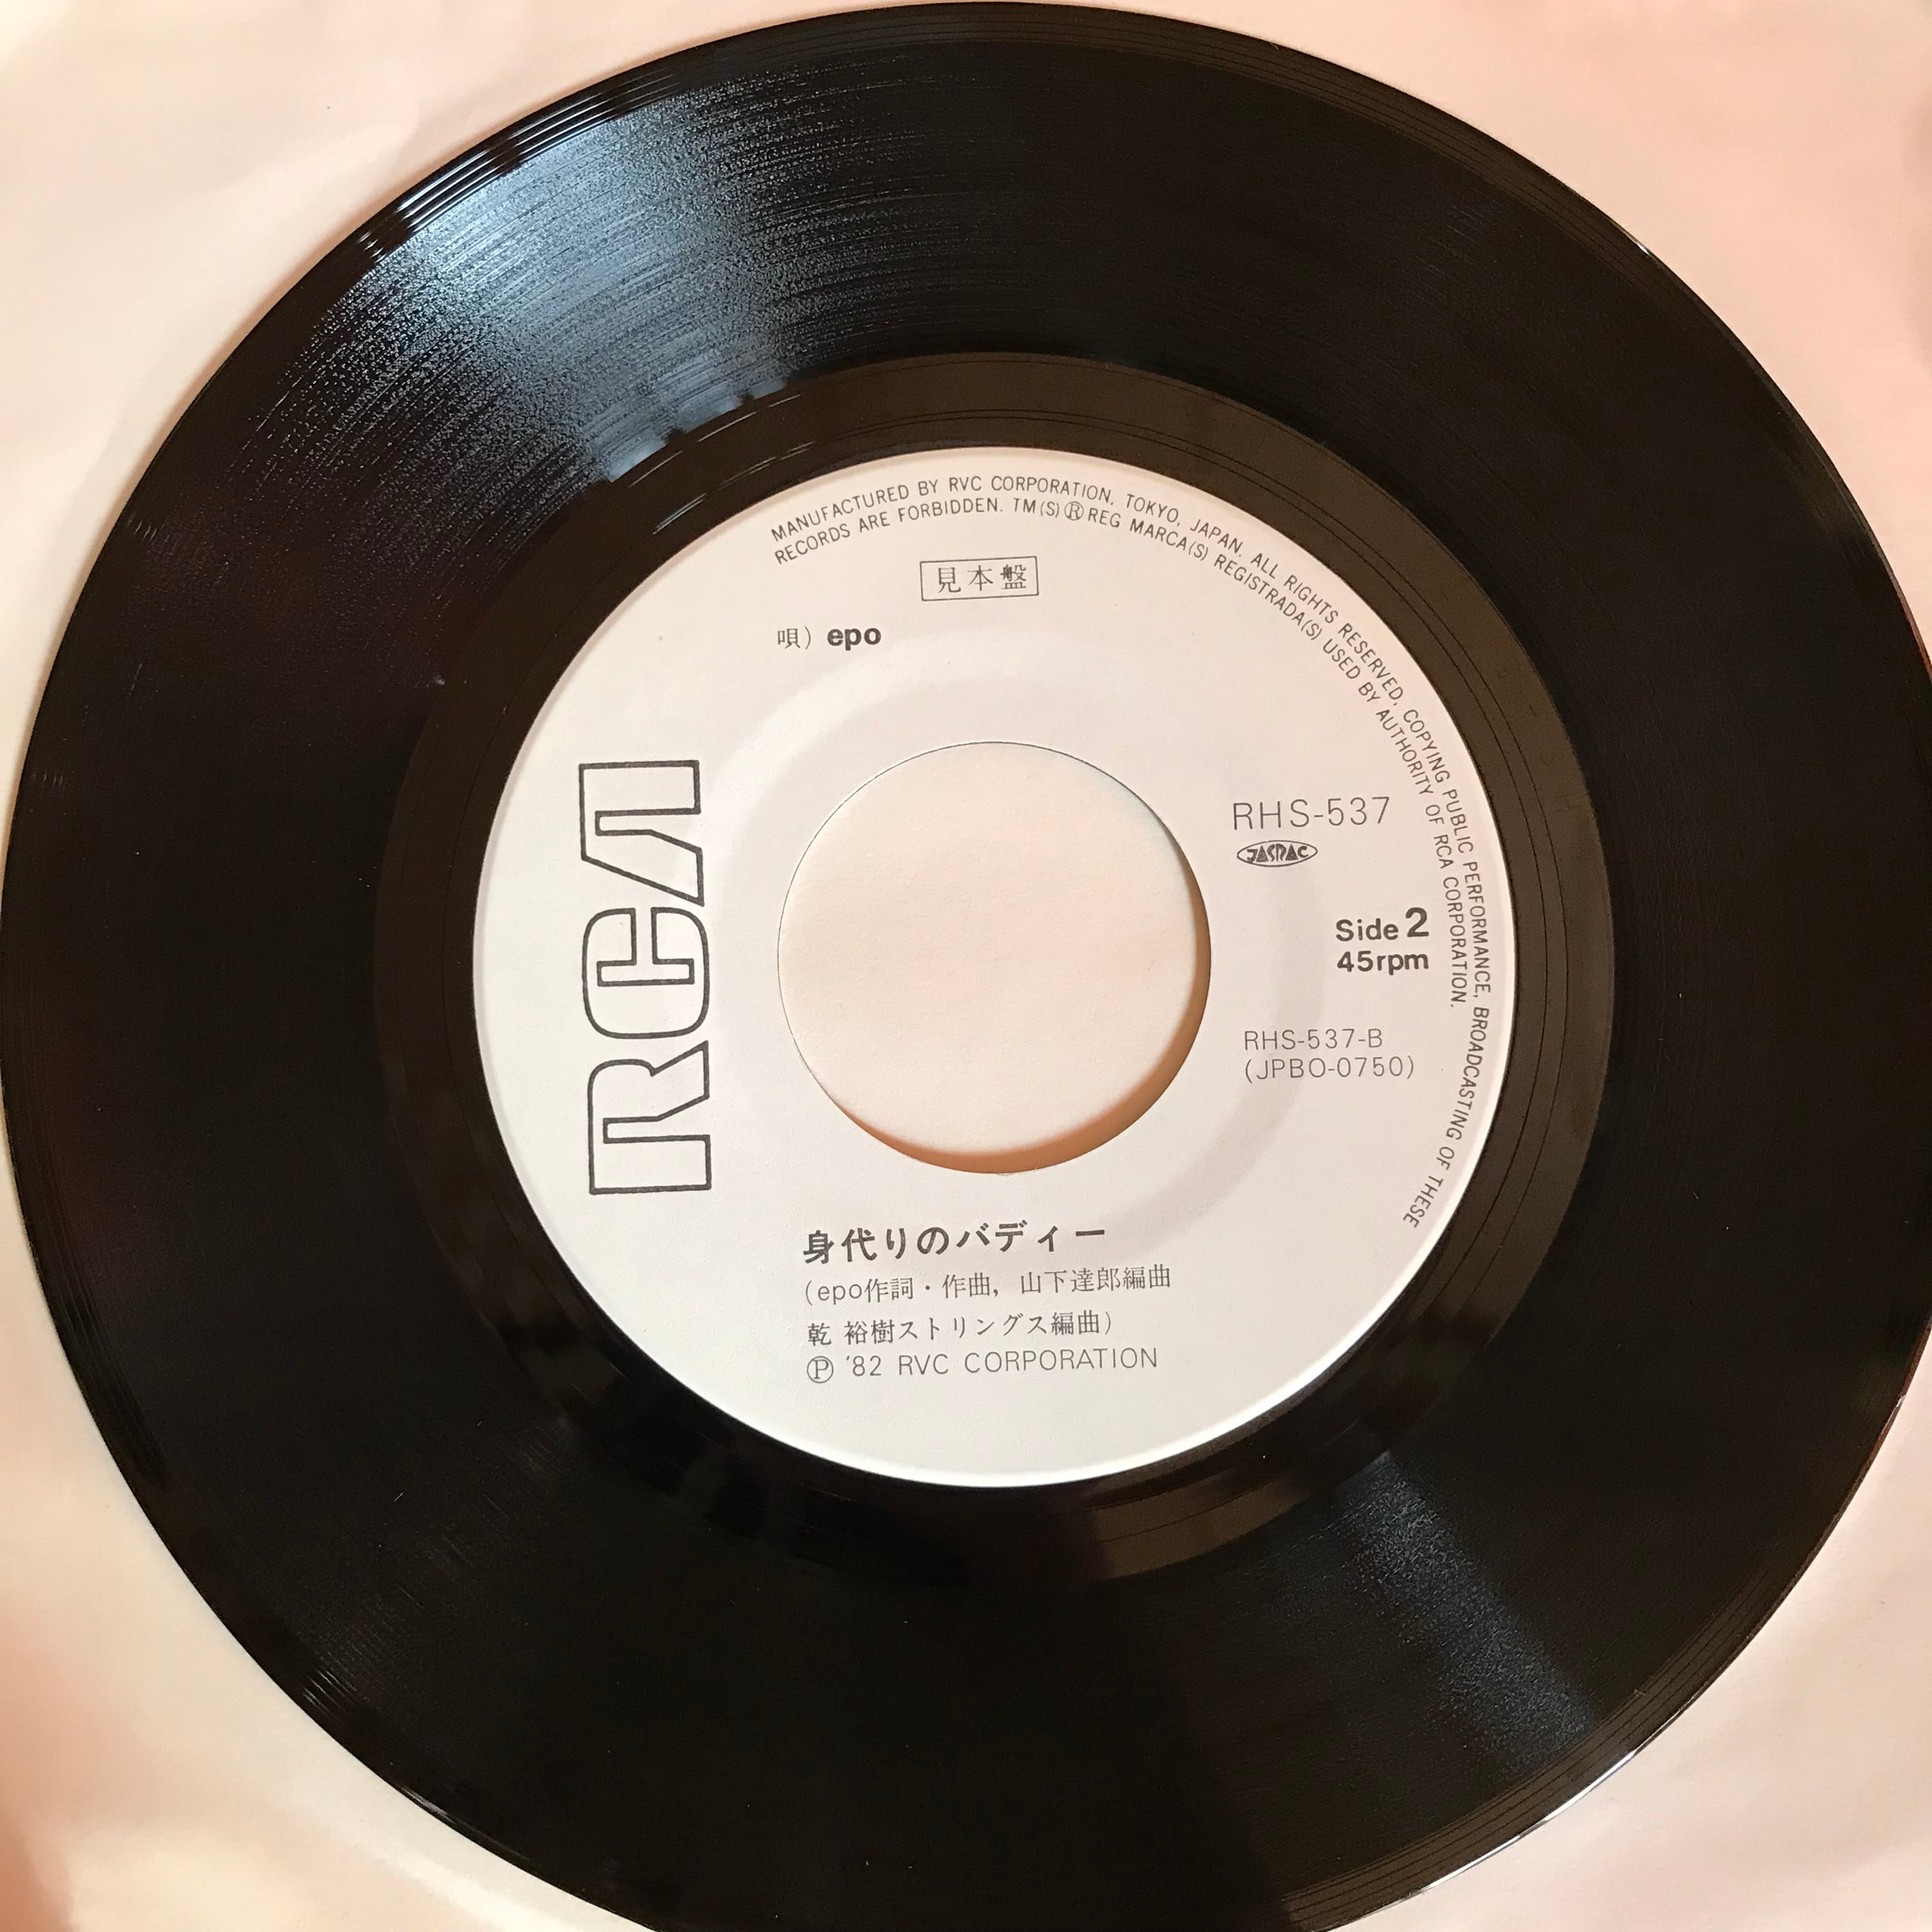 MANUFACTURED BY RVC CORPORATION, TOKYO, JAPAN. ALL RIGHTS RESERVED, COPYING, PUBLIC PERFORMANCE, BROADCASTING OF THESE
RECORDS ARE FORBIDDEN. TM(S)®REG MARCA(S) REGISTRADA(S) USED BY AUTHORITY OF RCA CORPORATION.
見本盤
唄) epo
RCA
RHS-537
JASRAC
Side 2
45rpm
RHS-537-B
(JPBO-0750)
身代りのバディー
(epo作詞・作曲, 山下達郎編曲
乾 裕樹ストリングス編曲)
Ⓟ '82 RVC CORPORATION